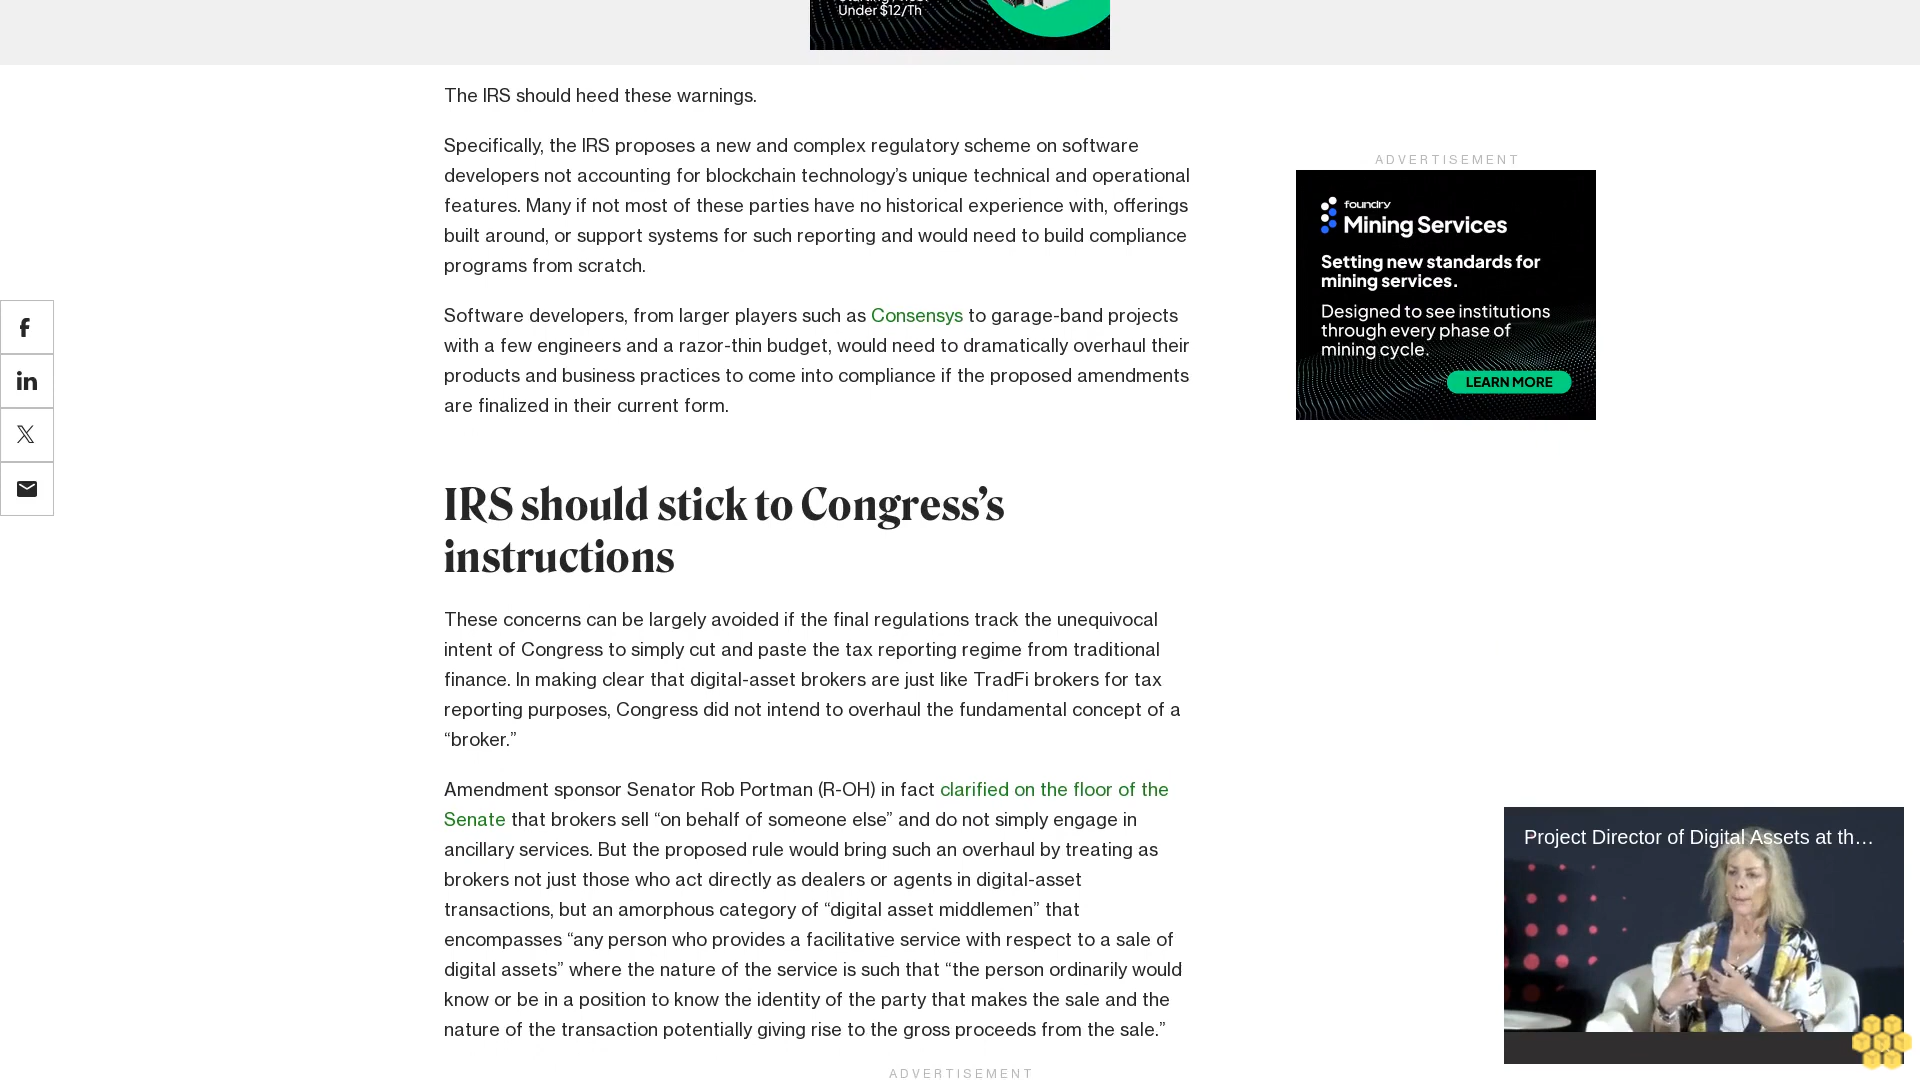 Under $12/Th
The IRS should heed these warnings.
Specifically, the IRS proposes a new and complex regulatory scheme on software
developers not accounting for blockchain technology’s unique technical and operational
features. Many if not most of these parties have no historical experience with, offerings
built around, or support systems for such reporting and would need to build compliance
programs from scratch.
Software developers, from larger players such as Consensys to garage-band projects
with a few engineers and a razor-thin budget, would need to dramatically overhaul their
products and business practices to come into compliance if the proposed amendments
are finalized in their current form.
IRS should stick to Congress’s
instructions
These concerns can be largely avoided if the final regulations track the unequivocal
intent of Congress to simply cut and paste the tax reporting regime from traditional
finance. In making clear that digital-asset brokers are just like TradFi brokers for tax
reporting purposes, Congress did not intend to overhaul the fundamental concept of a
“broker.”
Amendment sponsor Senator Rob Portman (R-OH) in fact clarified on the floor of the
Senate that brokers sell “on behalf of someone else” and do not simply engage in
ancillary services. But the proposed rule would bring such an overhaul by treating as
brokers not just those who act directly as dealers or agents in digital-asset
transactions, but an amorphous category of “digital asset middlemen” that
encompasses “any person who provides a facilitative service with respect to a sale of
digital assets” where the nature of the service is such that “the person ordinarily would
know or be in a position to know the identity of the party that makes the sale and the
nature of the transaction potentially giving rise to the gross proceeds from the sale.”
ADVERTISEMENT
ADVERTISEMENT
foundry
Mining Services
Setting new standards for
mining services.
Designed to see institutions
through every phase of
mining cycle.
LEARN MORE
Project Director of Digital Assets at th…